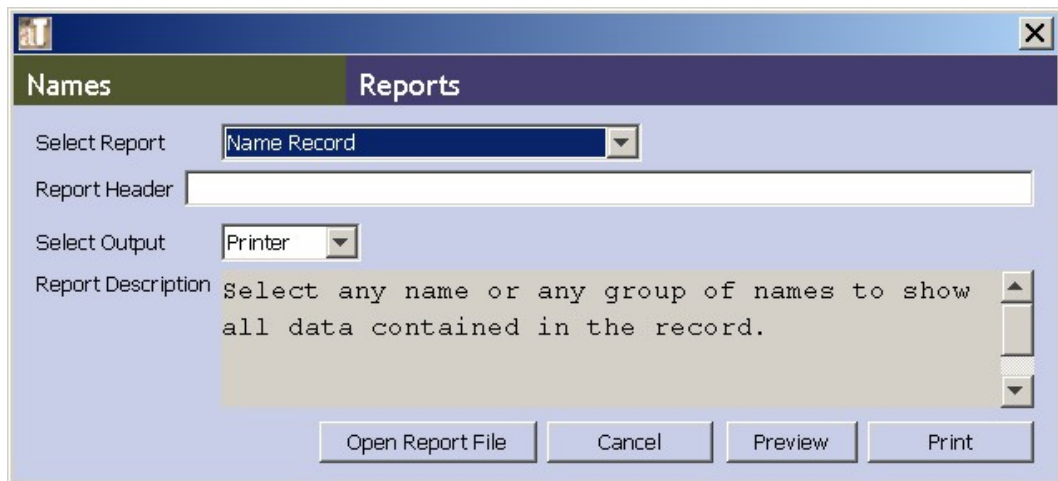 aT
Names Reports
Select Report Name Record
Report Header
Select Output Printer
Report Description Select any name or any group of names to show
all data contained in the record.
Open Report File Cancel Preview Print